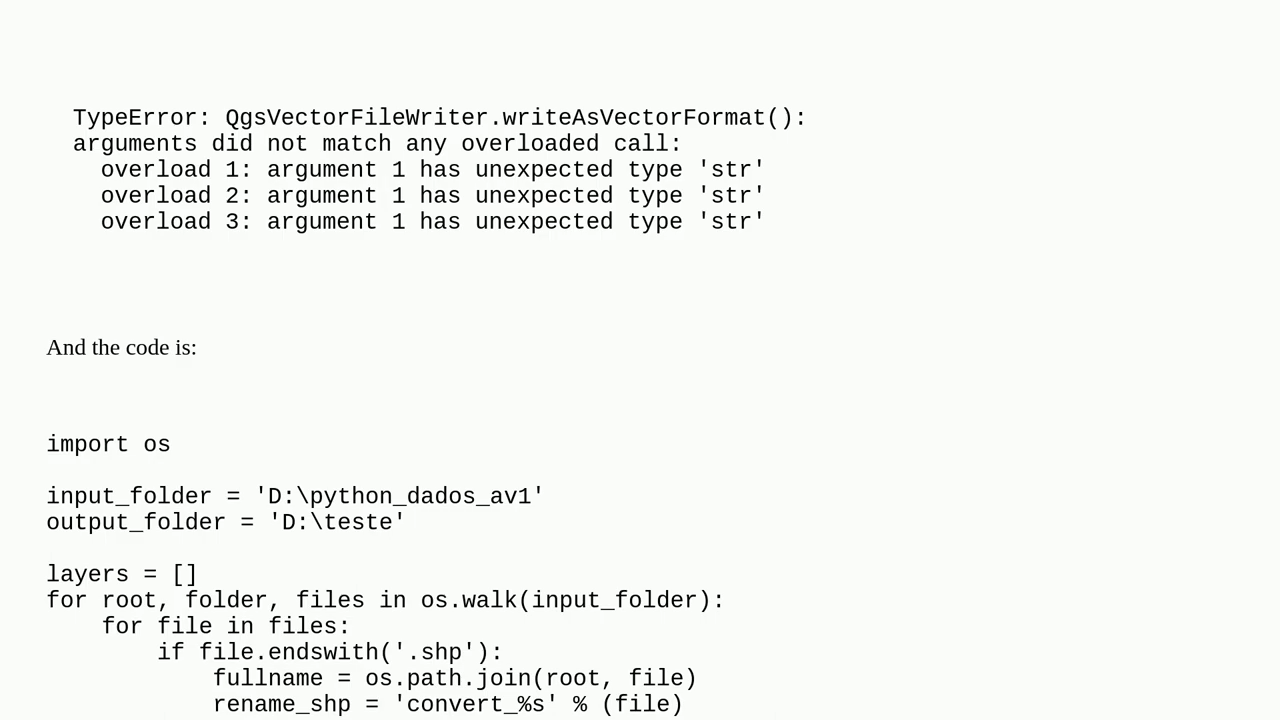 TypeError: QgsVectorFileWriter.writeAsVectorFormat():
arguments did not match any overloaded call:
  overload 1: argument 1 has unexpected type 'str'
  overload 2: argument 1 has unexpected type 'str'
  overload 3: argument 1 has unexpected type 'str'
And the code is:
import os
input_folder = 'D:\python_dados_av1'
output_folder = 'D:\teste'
layers = []
for root, folder, files in os.walk(input_folder):
    for file in files:
        if file.endswith('.shp'):
            fullname = os.path.join(root, file)
            rename_shp = 'convert_%s' % (file)